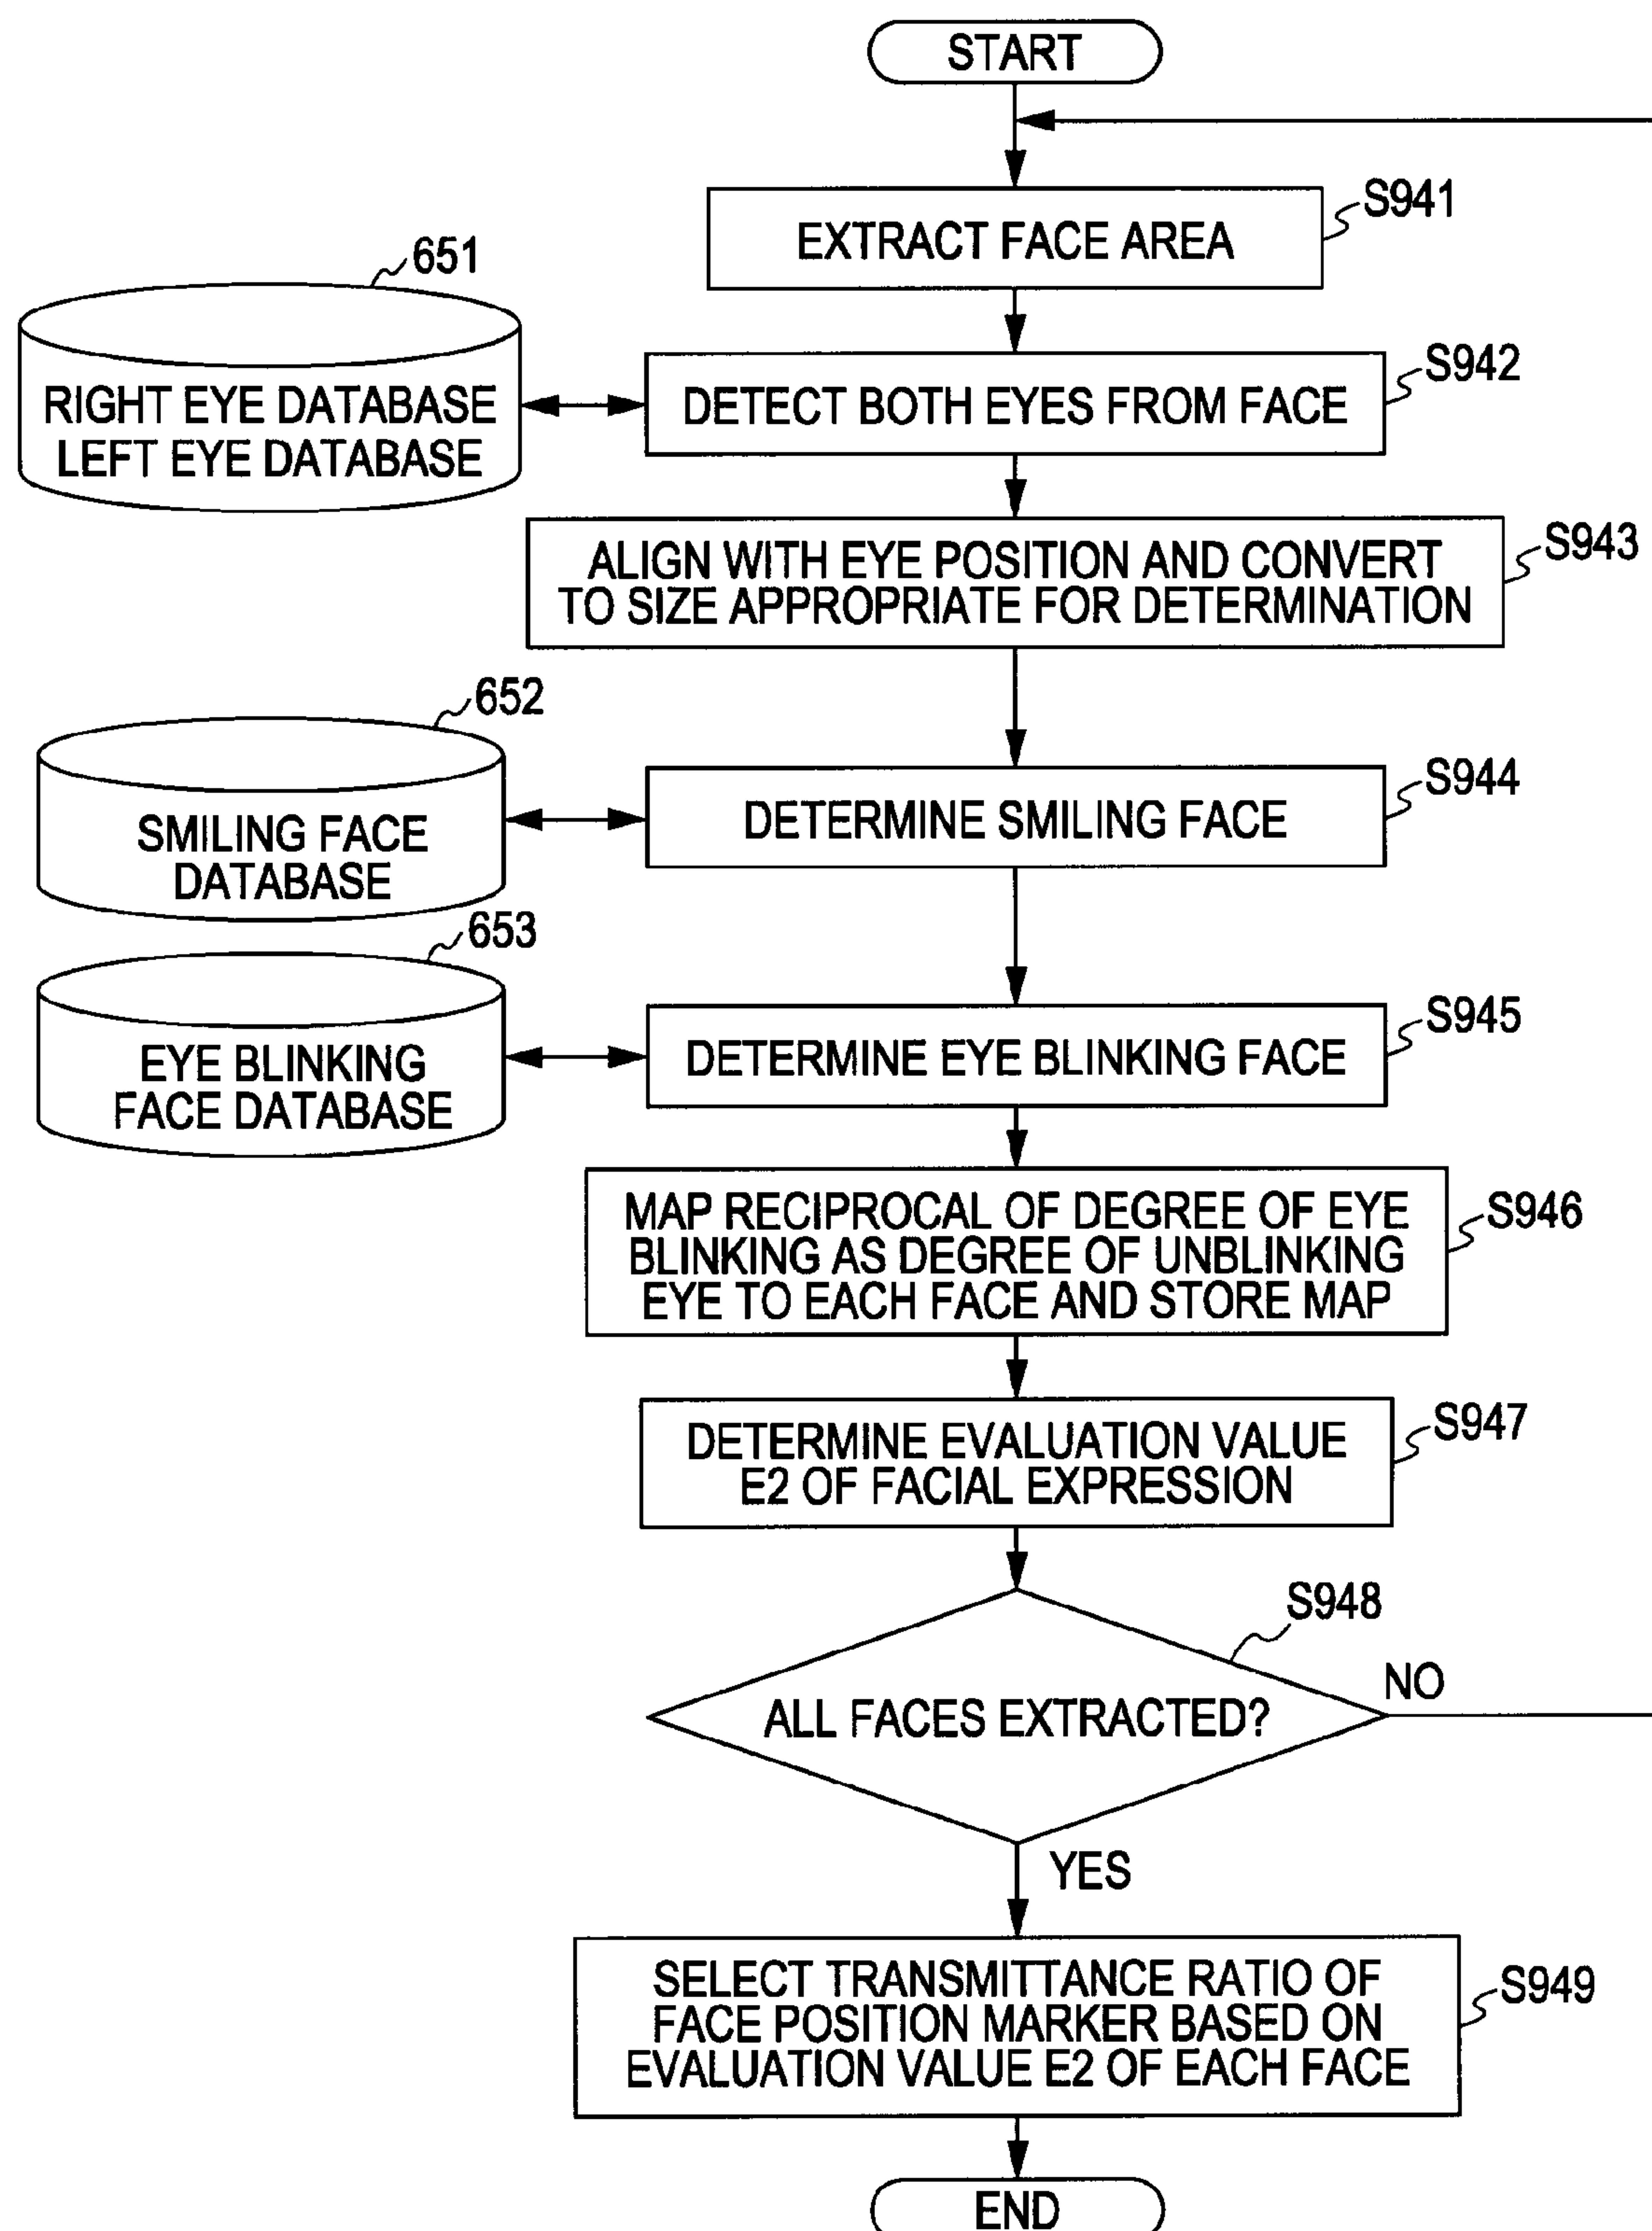 START
S941
EXTRACT FACE AREA
651
RIGHT EYE DATABASE
LEFT EYE DATABASE
S942
DETECT BOTH EYES FROM FACE
S943
ALIGN WITH EYE POSITION AND CONVERT
TO SIZE APPROPRIATE FOR DETERMINATION
652
SMILING FACE
DATABASE
S944
DETERMINE SMILING FACE
653
EYE BLINKING
FACE DATABASE
S945
DETERMINE EYE BLINKING FACE
S946
MAP RECIPROCAL OF DEGREE OF EYE
BLINKING AS DEGREE OF UNBLINKING
EYE TO EACH FACE AND STORE MAP
S947
DETERMINE EVALUATION VALUE
E2 OF FACIAL EXPRESSION
S948
ALL FACES EXTRACTED?
NO
YES
S949
SELECT TRANSMITTANCE RATIO OF
FACE POSITION MARKER BASED ON
EVALUATION VALUE E2 OF EACH FACE
END